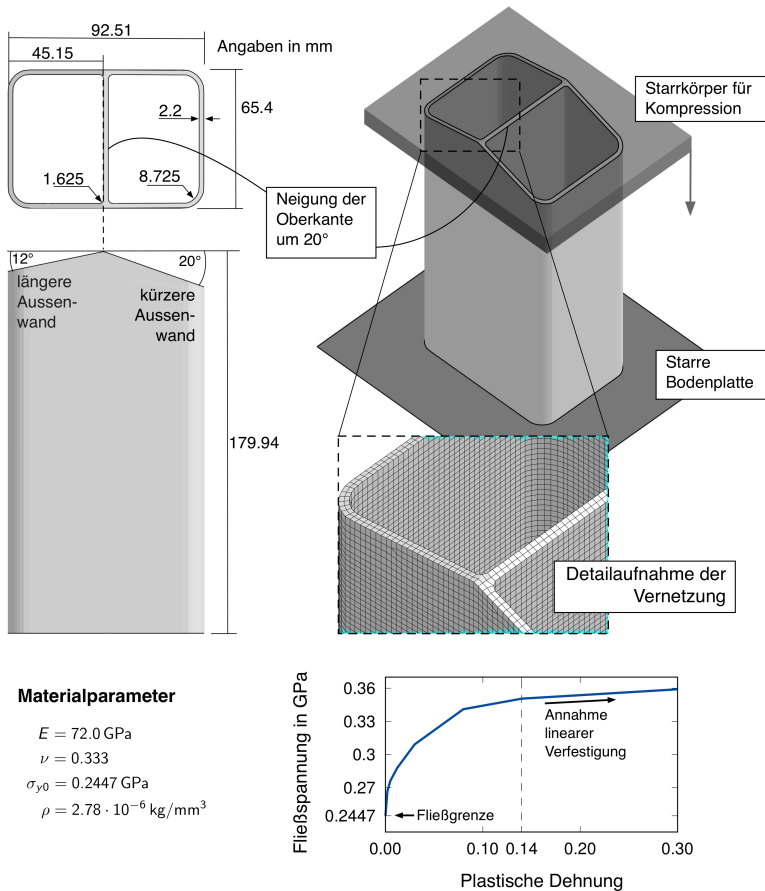 92.51
45.15
Angaben in mm
2.2
65.4
1.625
8.725
Neigung der
Oberkante
um 20°
Starrkörper für
Kompression
12°
20°
längere
Aussen-
wand
kürzere
Aussen-
wand
179.94
Starre
Bodenplatte
Detailaufnahme der
Vernetzung
Materialparameter
E = 72.0 GPa
ν = 0.333
σy0 = 0.2447 GPa
ρ = 2.78 · 10⁻⁶ kg/mm³
Fließspannung in GPa
0.36
0.33
0.3
0.27
0.2447
Annahme
linearer
Verfestigung
Fließgrenze
0.00
0.10
0.14
0.20
0.30
Plastische Dehnung